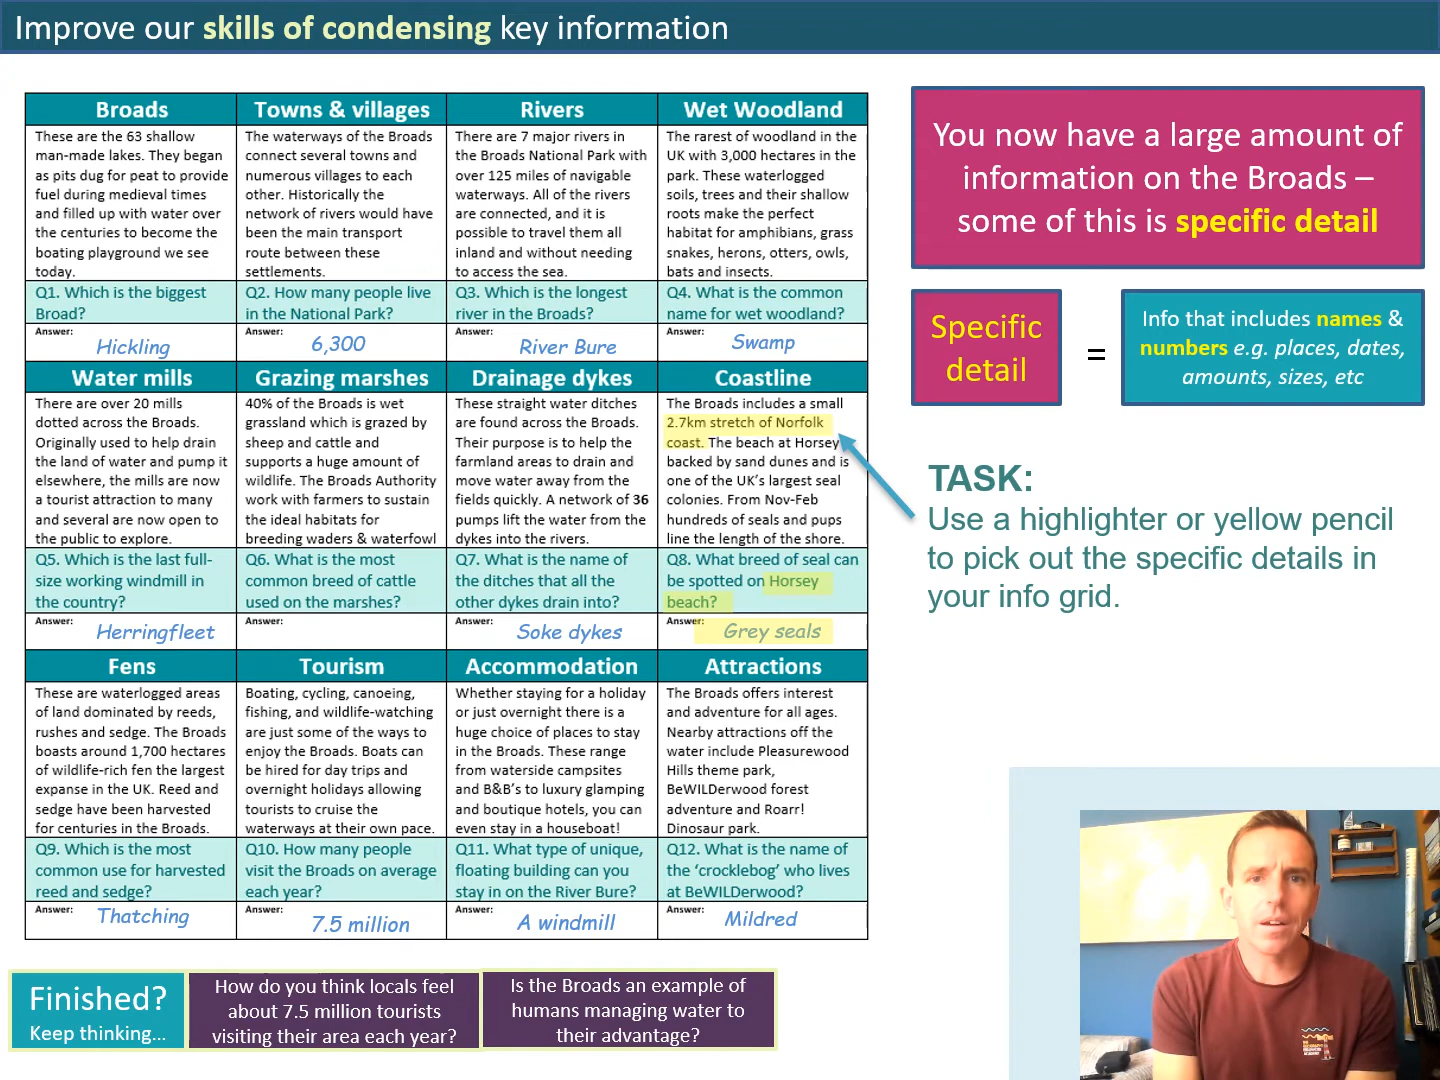 Improve our skills of condensing key information
Broads
These are the 63 shallow
man-made lakes. They began
as pits dug for peat to provide
fuel during medieval times
and filled up with water over
the centuries to become the
boating playground we see
today.
Q1. Which is the biggest
Broad?
Answer:
Hickling
Towns & villages
The waterways of the Broads
connect several towns and
numerous villages to each
other. Historically the
network of rivers would have
been the main transport
route between these
settlements.
Q2. How many people live
in the National Park?
Answer:
6,300
Rivers
There are 7 major rivers in
the Broads National Park with
over 125 miles of navigable
waterways. All of the rivers
are connected, and it is
possible to travel them all
inland and without needing
to access the sea.
Q3. Which is the longest
river in the Broads?
Answer:
River Bure
Wet Woodland
The rarest of woodland in the
UK with 3,000 hectares in the
park. These waterlogged
soils, trees and their shallow
roots make the perfect
habitat for amphibians, grass
snakes, herons, otters, owls,
bats and insects.
Q4. What is the common
name for wet woodland?
Answer:
Swamp
Water mills
There are over 20 mills
dotted across the Broads.
Originally used to help drain
the land of water and pump it
elsewhere, the mills are now
a tourist attraction to many
and several are now open to
the public to explore.
Q5. Which is the last full-
size working windmill in
the country?
Answer:
Herringfleet
Grazing marshes
40% of the Broads is wet
grassland which is grazed by
sheep and cattle and
supports a huge amount of
wildlife. The Broads Authority
work with farmers to sustain
the ideal habitats for
breeding waders & waterfowl
Q6. What is the most
common breed of cattle
used on the marshes?
Answer:
Drainage dykes
These straight water ditches
are found across the Broads.
Their purpose is to help the
farmland areas to drain and
move water away from the
fields quickly. A network of 36
pumps lift the water from the
dykes into the rivers.
Q7. What is the name of
the ditches that all the
other dykes drain into?
Answer:
Soke dykes
Coastline
The Broads includes a small
2.7km stretch of Norfolk
coast. The beach at Horsey
backed by sand dunes and is
one of the UK's largest seal
colonies. From Nov-Feb
hundreds of seals and pups
line the length of the shore.
Q8. What breed of seal can
be spotted on Horsey
beach?
Answer:
Grey seals
Fens
These are waterlogged areas
of land dominated by reeds,
rushes and sedge. The Broads
boasts around 1,700 hectares
of wildlife-rich fen the largest
expanse in the UK. Reed and
sedge have been harvested
for centuries in the Broads.
Q9. Which is the most
common use for harvested
reed and sedge?
Answer:
Thatching
Tourism
Boating, cycling, canoeing,
fishing, and wildlife-watching
are just some of the ways to
enjoy the Broads. Boats can
be hired for day trips and
overnight holidays allowing
tourists to cruise the
waterways at their own pace.
Q10. How many people
visit the Broads on average
each year?
Answer:
7.5 million
Accommodation
Whether staying for a holiday
or just overnight there is a
huge choice of places to stay
in the Broads. These range
from waterside campsites
and B&B's to luxury glamping
and boutique hotels, you can
even stay in a houseboat!
Q11. What type of unique,
floating building can you
stay in on the River Bure?
Answer:
A windmill
Attractions
The Broads offers interest
and adventure for all ages.
Nearby attractions off the
water include Pleasurewood
Hills theme park,
BeWILDerwood forest
adventure and Roarr!
Dinosaur park.
Q12. What is the name of
the ‘crocklebog’ who lives
at BeWILDerwood?
Answer:
Mildred
You now have a large amount of
information on the Broads –
some of this is specific detail
Specific
detail
=
Info that includes names &
numbers e.g. places, dates,
amounts, sizes, etc
TASK:
Use a highlighter or yellow pencil
to pick out the specific details in
your info grid.
Finished?
Keep thinking...
How do you think locals feel
about 7.5 million tourists
visiting their area each year?
Is the Broads an example of
humans managing water to
their advantage?